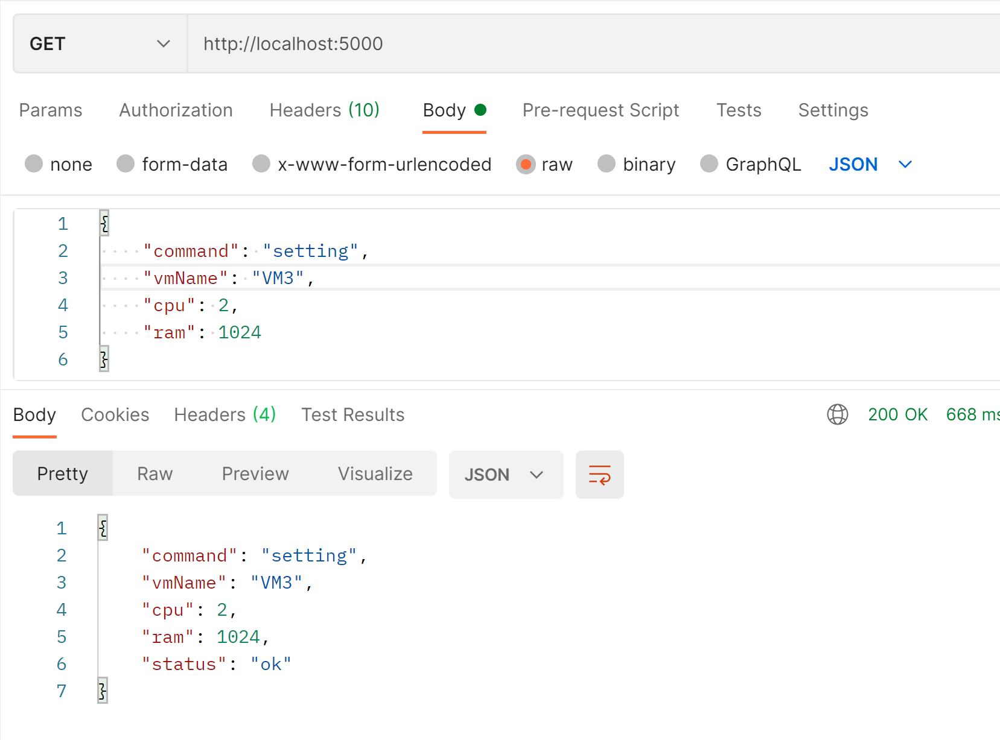 GET http://localhost:5000
Params Authorization Headers (10) Body Pre-request Script Tests Settings
none form-data x-www-form-urlencoded raw binary GraphQL JSON
1 {
2 "command": "setting",
3 "vmName": "VM3",
4 "cpu": 2,
5 "ram": 1024
6 }
Body Cookies Headers (4) Test Results 200 OK 668 ms
Pretty Raw Preview Visualize JSON
1 {
2 "command": "setting",
3 "vmName": "VM3",
4 "cpu": 2,
5 "ram": 1024,
6 "status": "ok"
7 }